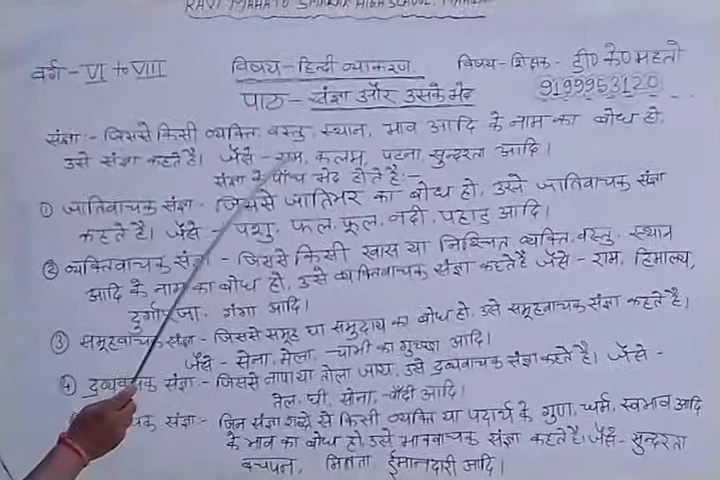 वर्ग - VI to VIII विषय - हिन्दी व्याकरण विषय - शिक्षक - डी० के० महतो
पाठ - संज्ञा और उसके भेद 9199953120
संज्ञा :- जिससे किसी व्यक्ति, वस्तु, स्थान, भाव आदि के नाम का बोध हो,
उसे संज्ञा कहते है। जैसे - राम, कलम, पटना, सुन्दरता आदि।
संज्ञा के पाँच भेद होते है:-
① जातिवाचक संज्ञा - जिससे जातिभर का बोध हो, उसे जातिवाचक संज्ञा
कहते है। जैसे - पशु, फल, फूल, नदी, पहाड़ आदि।
② व्यक्तिवाचक संज्ञा - जिससे किसी खास या निश्चित व्यक्ति, वस्तु, स्थान
आदि के नाम का बोध हो, उसे व्यक्तिवाचक संज्ञा कहते है जैसे - राम, हिमालय,
दुर्गापूजा, गंगा आदि।
③ समूहवाचक संज्ञा - जिससे समूह या समुदाय का बोध हो, उसे समूहवाचक संज्ञा कहते है।
जैसे - सेना, मेला, चाभी का गुच्छा आदि।
④ द्रव्यवाचक संज्ञा :- जिससे नापा या तोला जाय, उसे द्रव्यवाचक संज्ञा कहते है। जैसे -
तेल, घी, सोना, चाँदी आदि।
संज्ञा:- जिन संज्ञा शब्दों से किसी व्यक्ति या पदार्थ के गुण, धर्म, स्वभाव आदि
के भाव का बोध हो, उसे भाववाचक संज्ञा कहते है। जैसे - सुन्दरता
बचपन, मित्रता, ईमानदारी आदि।